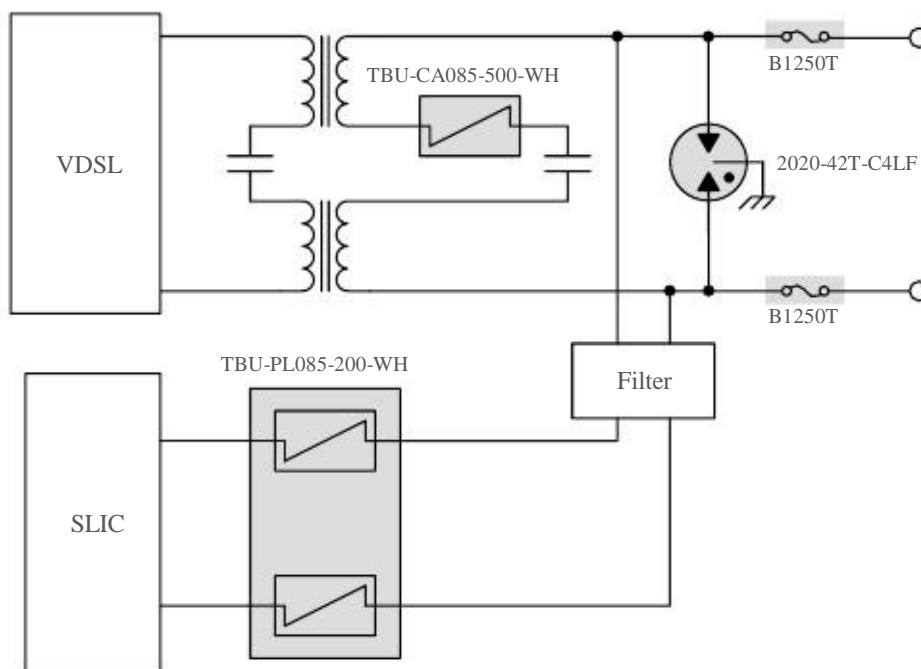 B1250T
TBU-CA085-500-WH
VDSL
2020-42T-C4LF
B1250T
TBU-PL085-200-WH
Filter
SLIC